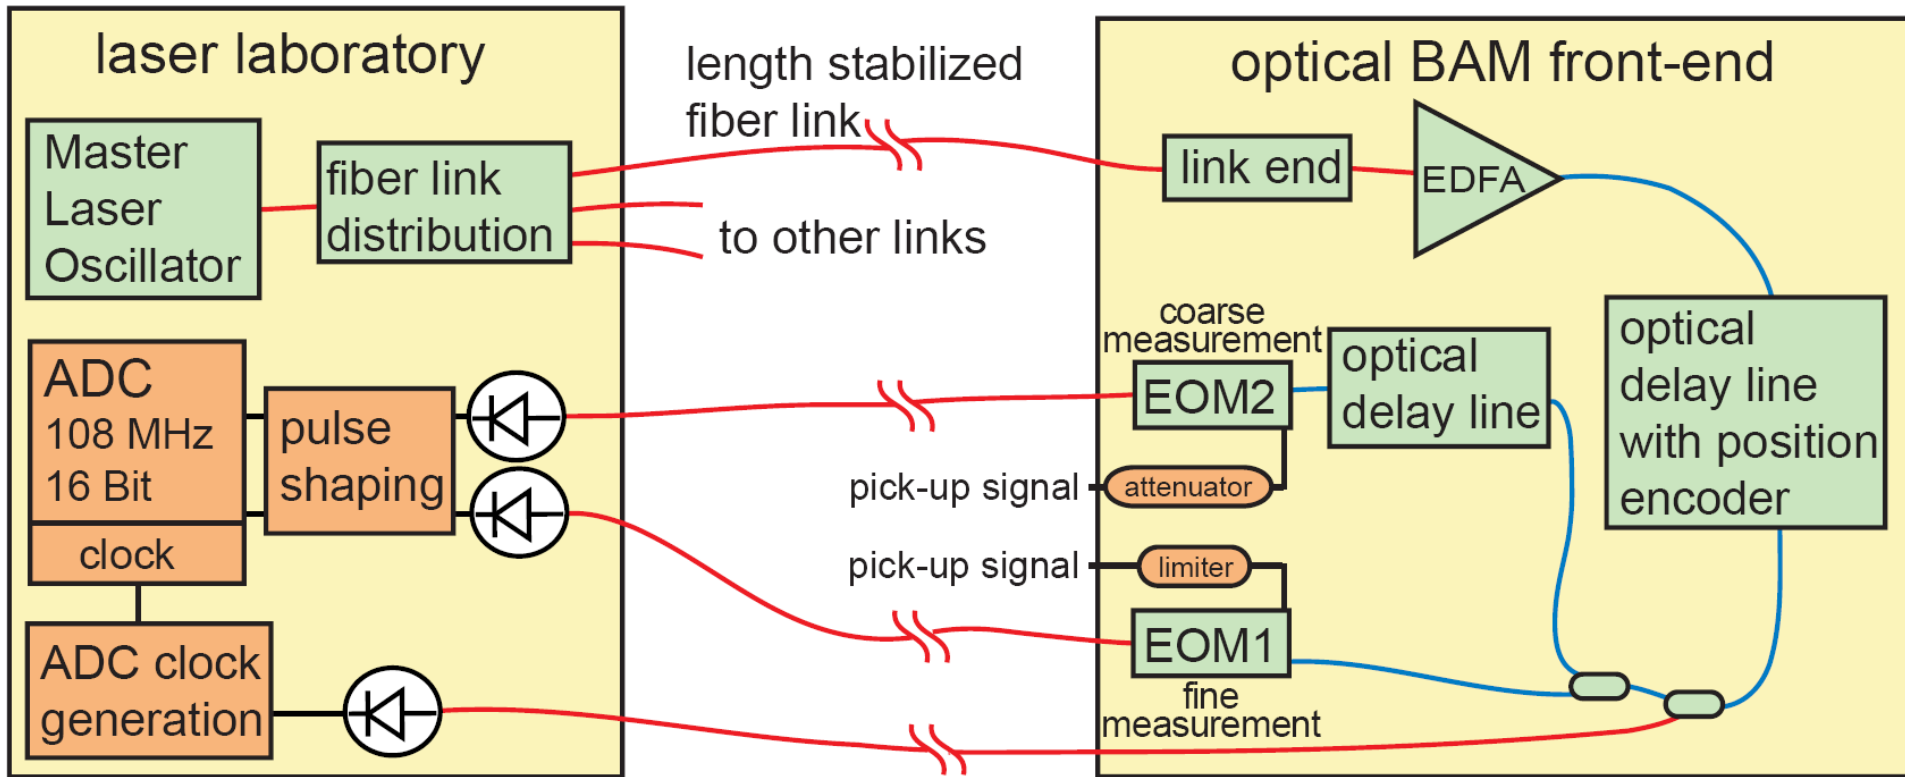 laser laboratory
Master
Laser
Oscillator
fiber link
distribution
ADC
108 MHz
16 Bit
clock
pulse
shaping
ADC clock
generation
length stabilized
fiber link
to other links
pick-up signal
pick-up signal
optical BAM front-end
link end
EDFA
coarse
measurement
EOM2
optical
delay line
attenuator
limiter
EOM1
fine
measurement
optical
delay line
with position
encoder